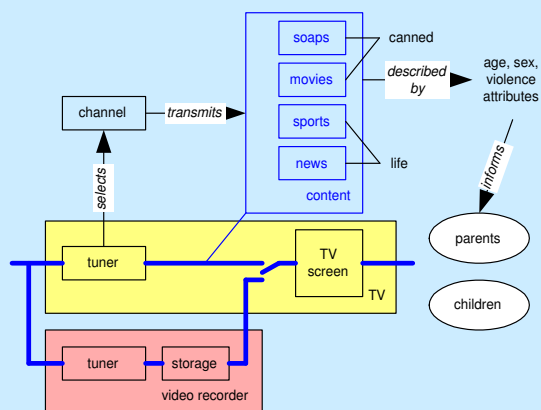 soaps
canned
movies
described
by
age, sex,
violence
attributes
channel
transmits
sports
news
life
content
selects
informs
tuner
TV
screen
TV
parents
children
tuner
storage
video recorder